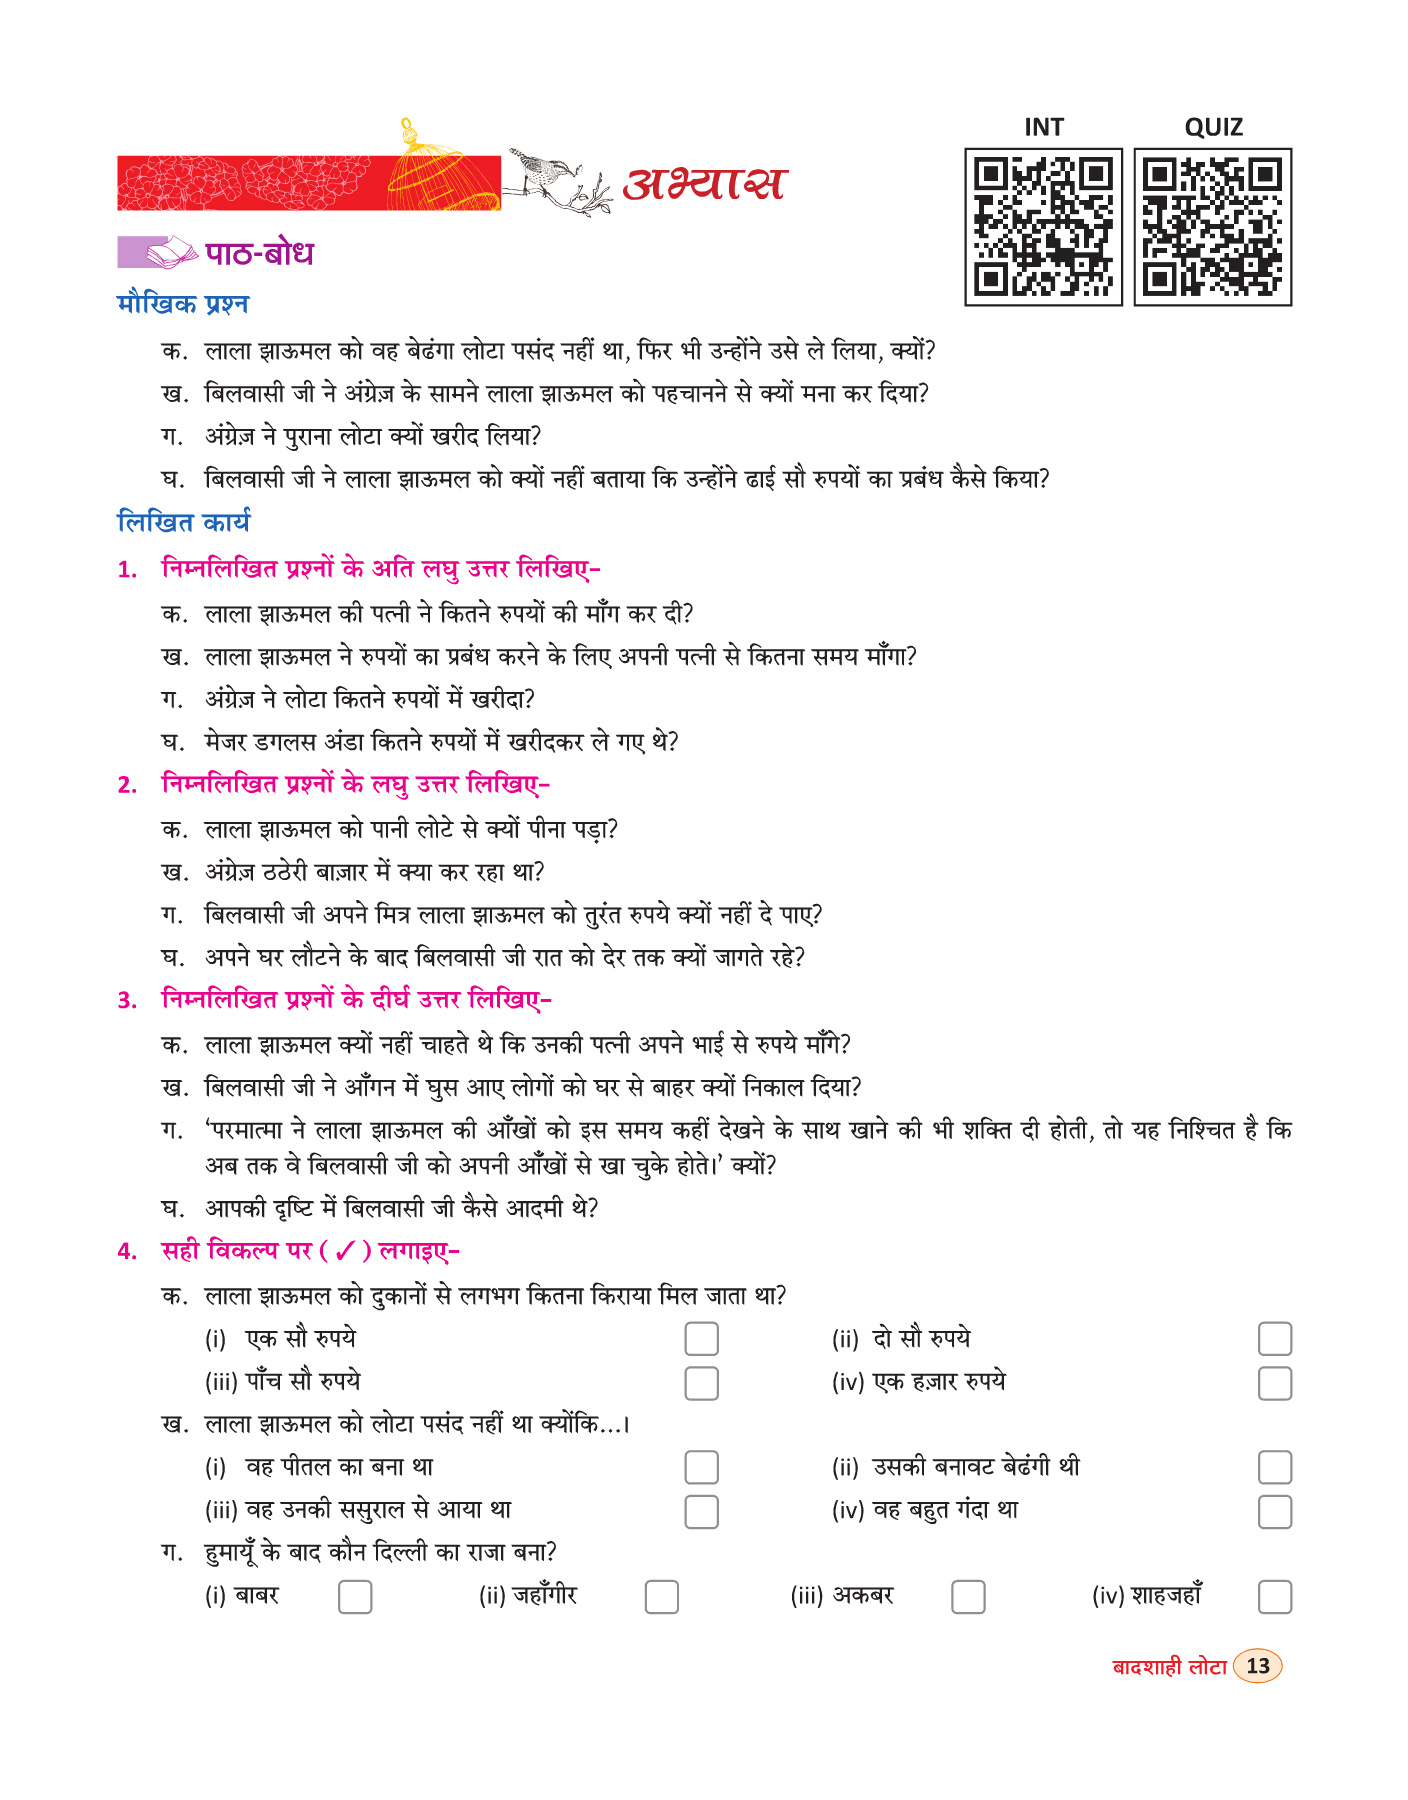 INT QUIZ
अभ्यास
पाठ-बोध
मौखिक प्रश्न
क. लाला झाऊमल को वह बेढंगा लोटा पसंद नहीं था, फिर भी उन्होंने उसे ले लिया, क्यों?
ख. बिलवासी जी ने अंग्रेज़ के सामने लाला झाऊमल को पहचानने से क्यों मना कर दिया?
ग. अंग्रेज़ ने पुराना लोटा क्यों खरीद लिया?
घ. बिलवासी जी ने लाला झाऊमल को क्यों नहीं बताया कि उन्होंने ढाई सौ रुपयों का प्रबंध कैसे किया?
लिखित कार्य
1. निम्नलिखित प्रश्नों के अति लघु उत्तर लिखिए–
क. लाला झाऊमल की पत्नी ने कितने रुपयों की माँग कर दी?
ख. लाला झाऊमल ने रुपयों का प्रबंध करने के लिए अपनी पत्नी से कितना समय माँगा?
ग. अंग्रेज़ ने लोटा कितने रुपयों में खरीदा?
घ. मेजर डगलस अंडा कितने रुपयों में खरीदकर ले गए थे?
2. निम्नलिखित प्रश्नों के लघु उत्तर लिखिए–
क. लाला झाऊमल को पानी लोटे से क्यों पीना पड़ा?
ख. अंग्रेज़ ठठेरी बाज़ार में क्या कर रहा था?
ग. बिलवासी जी अपने मित्र लाला झाऊमल को तुरंत रुपये क्यों नहीं दे पाए?
घ. अपने घर लौटने के बाद बिलवासी जी रात को देर तक क्यों जागते रहे?
3. निम्नलिखित प्रश्नों के दीर्घ उत्तर लिखिए–
क. लाला झाऊमल क्यों नहीं चाहते थे कि उनकी पत्नी अपने भाई से रुपये माँगे?
ख. बिलवासी जी ने आँगन में घुस आए लोगों को घर से बाहर क्यों निकाल दिया?
ग. ‘परमात्मा ने लाला झाऊमल की आँखों को इस समय कहीं देखने के साथ खाने की भी शक्ति दी होती, तो यह निश्चित है कि
अब तक वे बिलवासी जी को अपनी आँखों से खा चुके होते।’ क्यों?
घ. आपकी दृष्टि में बिलवासी जी कैसे आदमी थे?
4. सही विकल्प पर (✓) लगाइए–
क. लाला झाऊमल को दुकानों से लगभग कितना किराया मिल जाता था?
(i) एक सौ रुपये (ii) दो सौ रुपये
(iii) पाँच सौ रुपये (iv) एक हज़ार रुपये
ख. लाला झाऊमल को लोटा पसंद नहीं था क्योंकि...।
(i) वह पीतल का बना था (ii) उसकी बनावट बेढंगी थी
(iii) वह उनकी ससुराल से आया था (iv) वह बहुत गंदा था
ग. हुमायूँ के बाद कौन दिल्ली का राजा बना?
(i) बाबर (ii) जहाँगीर (iii) अकबर (iv) शाहजहाँ
बादशाही लोटा 13